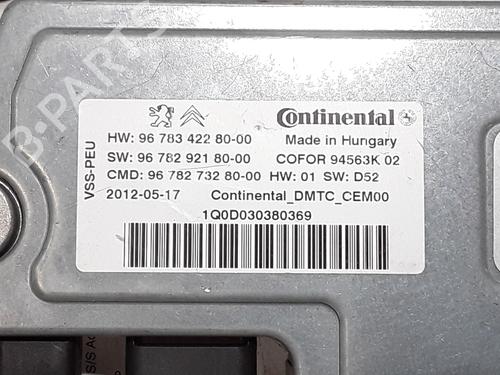 B-PARTS
Continental
HW: 96 783 422 80-00 Made in Hungary
SW: 96 782 921 80-00 COFOR 94563K 02
CMD: 96 782 732 80-00 HW: 01 SW: D52
2012-05-17 Continental_DMTC_CEM00
1Q0D030380369
VSS-PEU